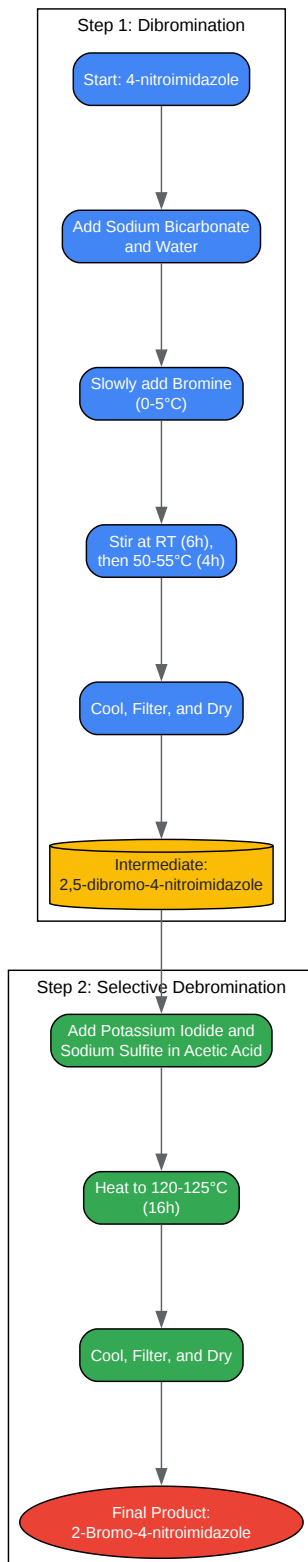 Step 1: Dibromination
Start: 4-nitroimidazole
Add Sodium Bicarbonate
and Water
Slowly add Bromine
(0-5°C)
Stir at RT (6h),
then 50-55°C (4h)
Cool, Filter, and Dry
Intermediate:
2,5-dibromo-4-nitroimidazole
Step 2: Selective Debromination
Add Potassium Iodide and
Sodium Sulfite in Acetic Acid
Heat to 120-125°C
(16h)
Cool, Filter, and Dry
Final Product:
2-Bromo-4-nitroimidazole